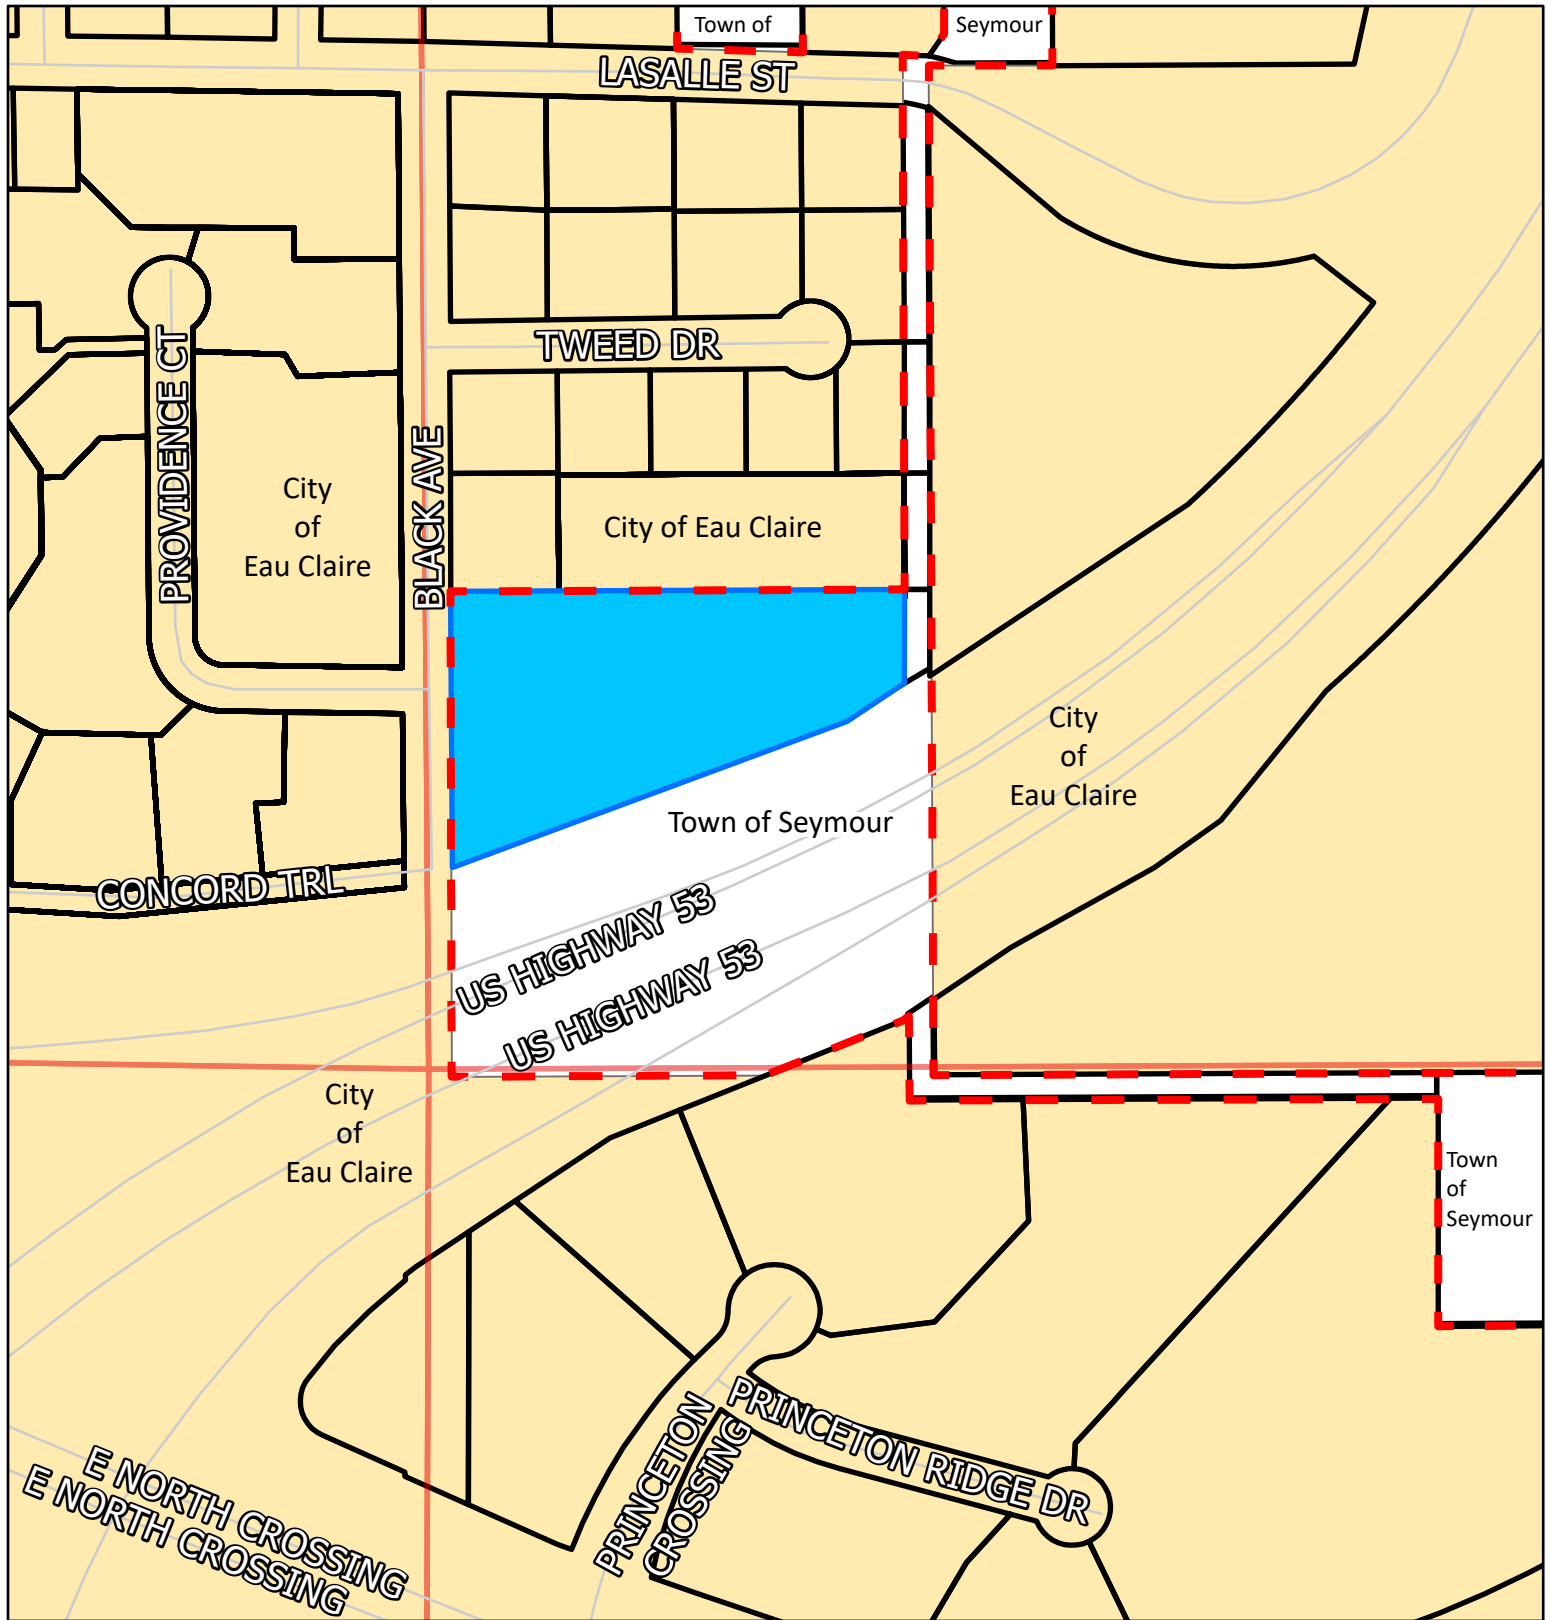 Town of
Seymour
LASALLE ST
TWEED DR
PROVIDENCE CT
BLACK AVE
City
of
Eau Claire
City of Eau Claire
City
of
Eau Claire
Town of Seymour
CONCORD TRL
US HIGHWAY 53
US HIGHWAY 53
City
of
Eau Claire
Town
of
Seymour
PRINCETON
CROSSING
PRINCETON RIDGE DR
E NORTH CROSSING
E NORTH CROSSING